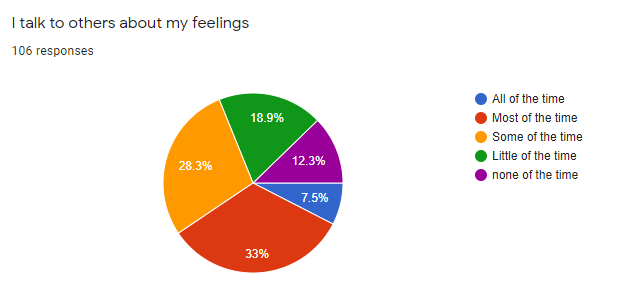 I talk to others about my feelings
106 responses
18.9%
28.3%
12.3%
7.5%
33%
All of the time
Most of the time
Some of the time
Little of the time
none of the time